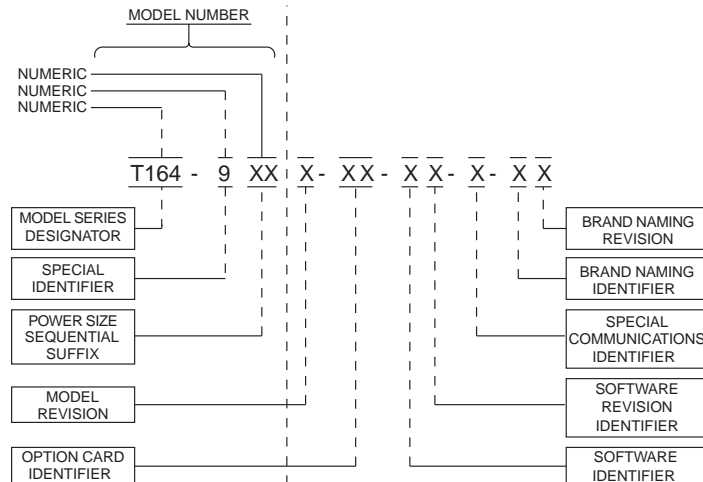 MODEL NUMBER
NUMERIC
NUMERIC
NUMERIC
T164 - 9 XX X - XX - X X - X - X X
MODEL SERIES
DESIGNATOR
SPECIAL
IDENTIFIER
POWER SIZE
SEQUENTIAL
SUFFIX
MODEL
REVISION
OPTION CARD
IDENTIFIER
BRAND NAMING
REVISION
BRAND NAMING
IDENTIFIER
SPECIAL
COMMUNICATIONS
IDENTIFIER
SOFTWARE
REVISION
IDENTIFIER
SOFTWARE
IDENTIFIER